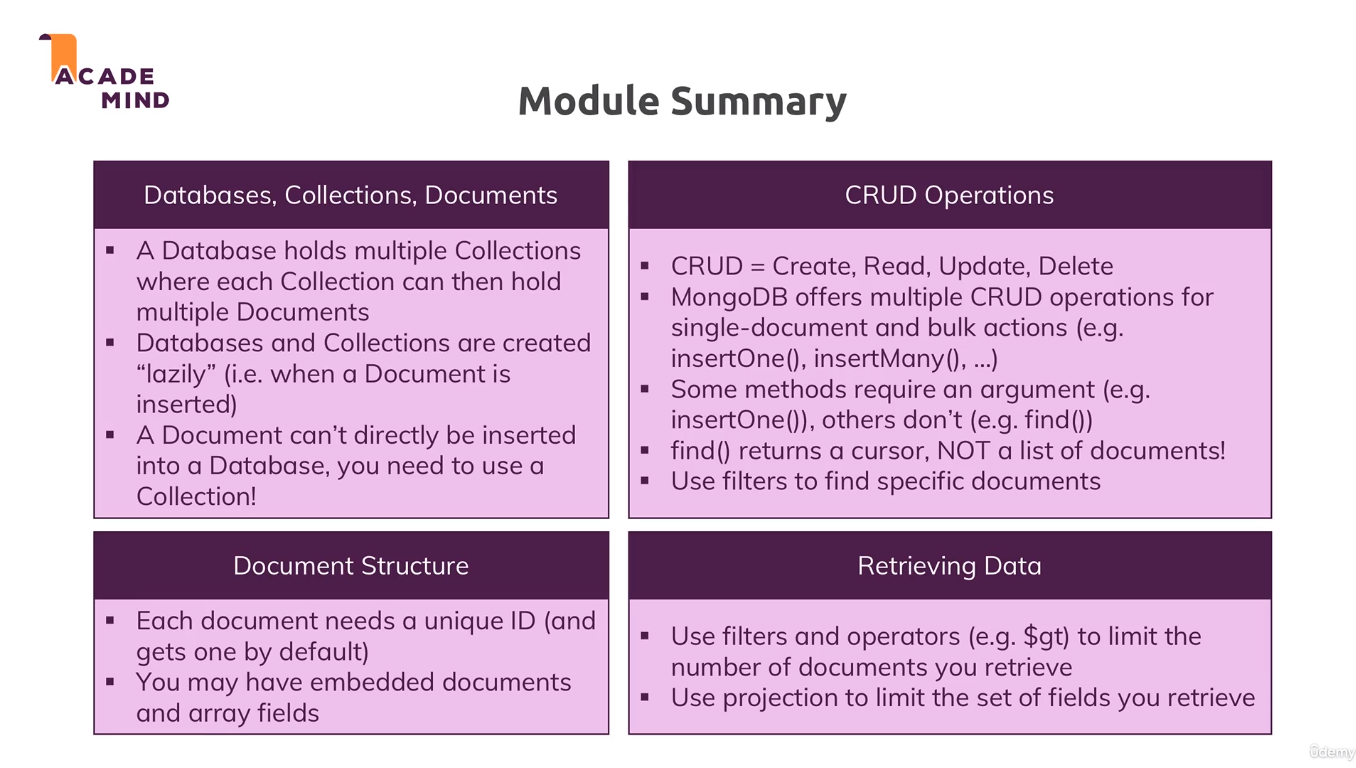 ACADE
MIND
Module Summary
Databases, Collections, Documents
▪ A Database holds multiple Collections
where each Collection can then hold
multiple Documents
▪ Databases and Collections are created
“lazily” (i.e. when a Document is
inserted)
▪ A Document can’t directly be inserted
into a Database, you need to use a
Collection!
CRUD Operations
▪ CRUD = Create, Read, Update, Delete
▪ MongoDB offers multiple CRUD operations for
single-document and bulk actions (e.g.
insertOne(), insertMany(), …)
▪ Some methods require an argument (e.g.
insertOne()), others don’t (e.g. find())
▪ find() returns a cursor, NOT a list of documents!
▪ Use filters to find specific documents
Document Structure
▪ Each document needs a unique ID (and
gets one by default)
▪ You may have embedded documents
and array fields
Retrieving Data
▪ Use filters and operators (e.g. $gt) to limit the
number of documents you retrieve
▪ Use projection to limit the set of fields you retrieve
ûdemy